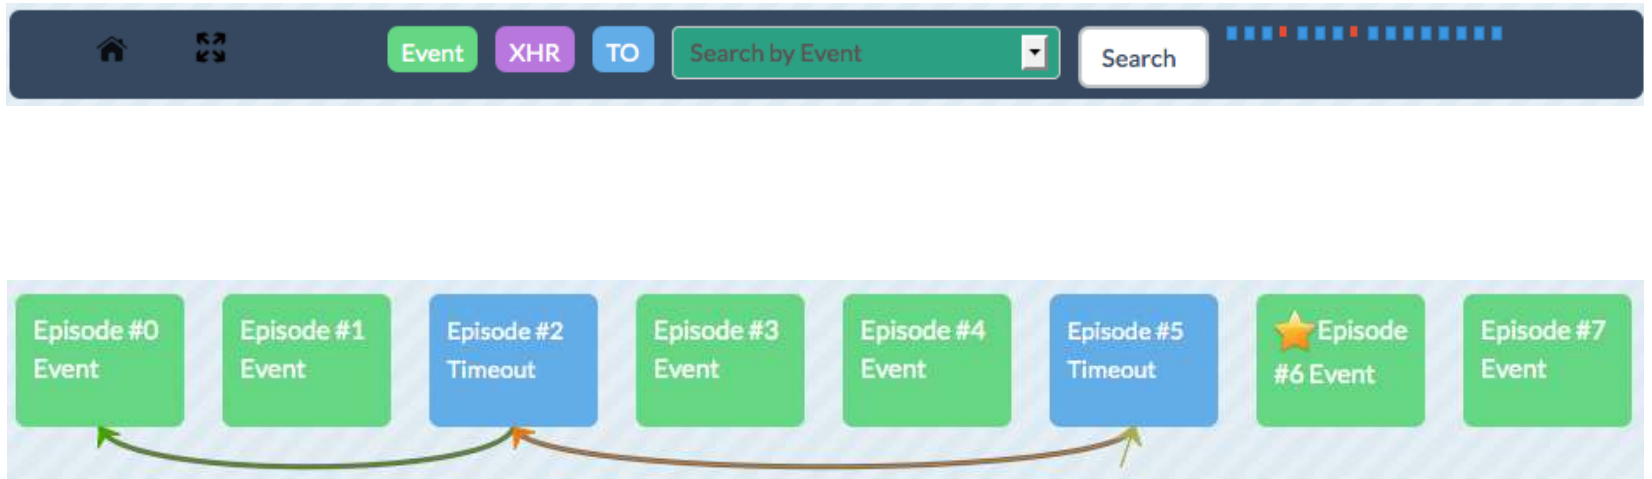 Event XHR TO Search by Event Search
Episode #0 Episode #1 Episode #2 Episode #3 Episode #4 Episode #5 Episode Episode #7
Event Event Timeout Event Event Timeout #6 Event Event